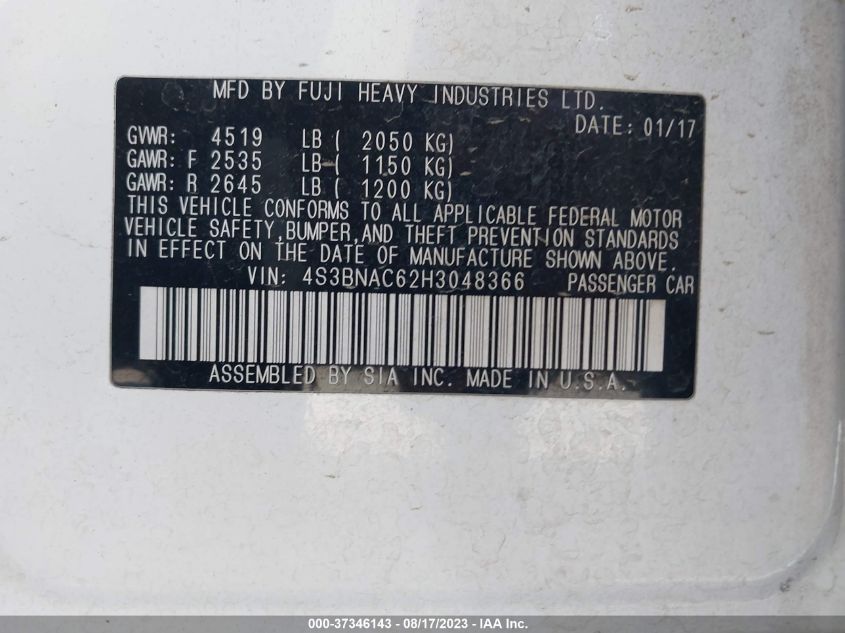 MFD BY FUJI HEAVY INDUSTRIES LTD.
DATE: 01/17
GVWR: 4519 LB ( 2050 KG)
GAWR: F 2535 LB ( 1150 KG)
GAWR: R 2645 LB ( 1200 KG)
THIS VEHICLE CONFORMS TO ALL APPLICABLE FEDERAL MOTOR
VEHICLE SAFETY,BUMPER,AND THEFT PREVENTION STANDARDS
IN EFFECT ON THE DATE OF MANUFACTURE SHOWN ABOVE.
VIN: 4S3BNAC62H3048366 PASSENGER CAR
ASSEMBLED BY SIA INC. MADE IN U.S.A.
000-37346143 - 08/17/2023 - IAA Inc.